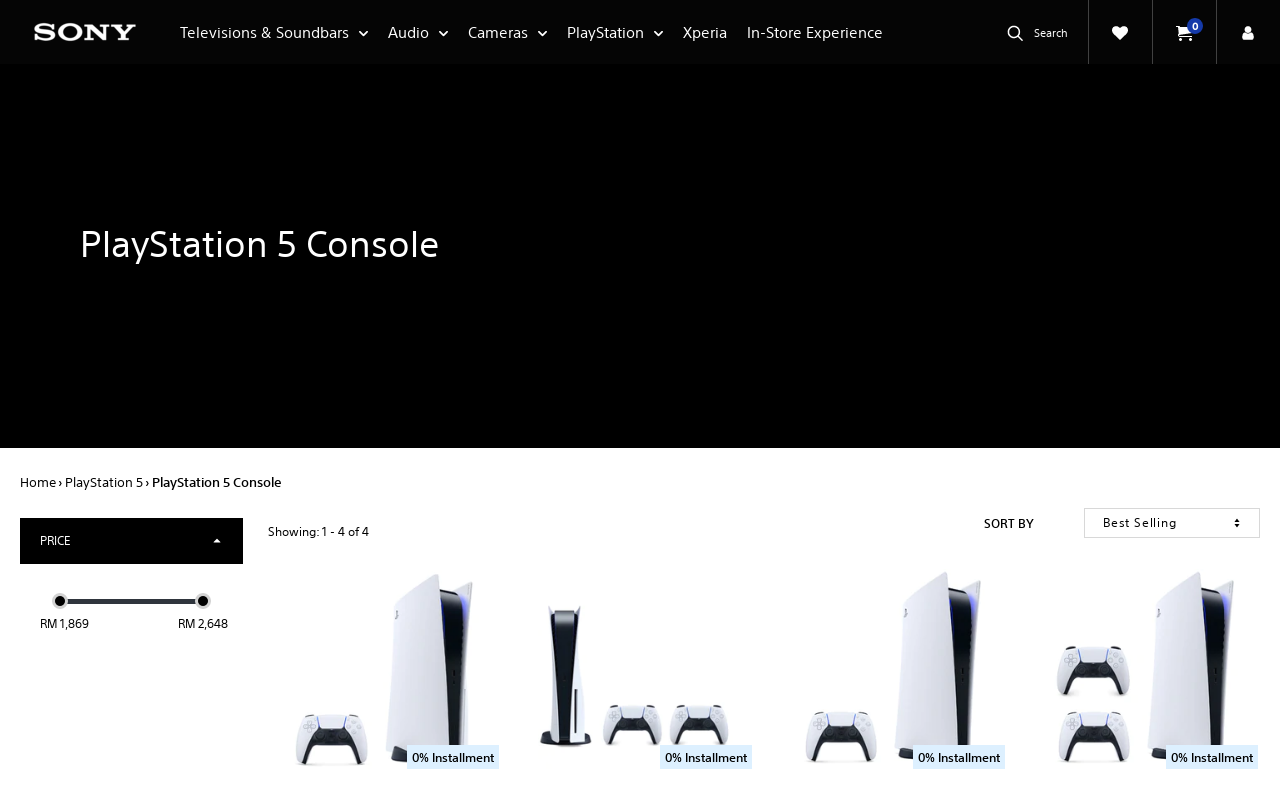 SONY
Televisions & Soundbars
Audio
Cameras
PlayStation
Xperia
In-Store Experience
Search
0
PlayStation 5 Console
Home › PlayStation 5 › PlayStation 5 Console
PRICE
RM 1,869
RM 2,648
Showing: 1 - 4 of 4
SORT BY
Best Selling
0% Installment
0% Installment
0% Installment
0% Installment